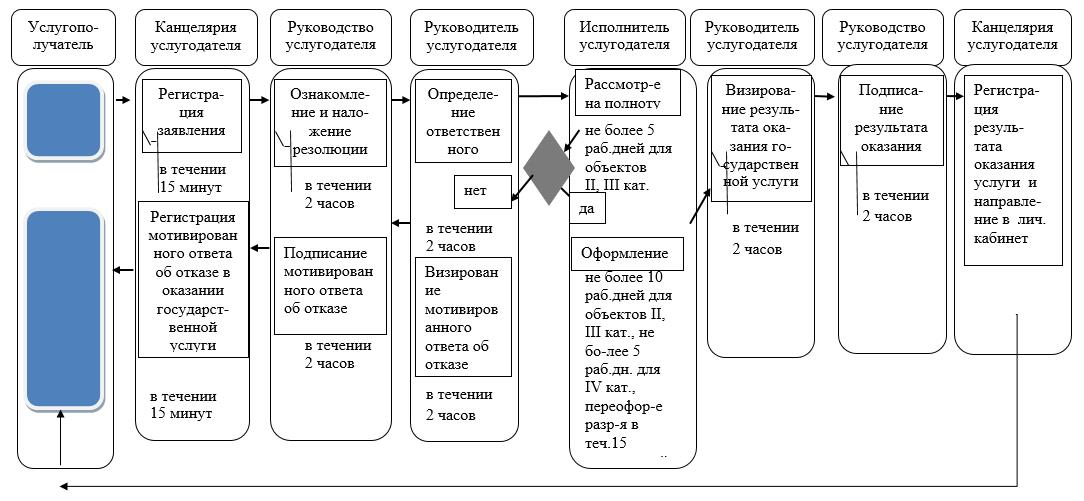 Услугопо-
лучатель
Канцелярия
услугодателя
Руководство
услугодателя
Руководитель
услугодателя
Исполнитель
услугодателя
Руководитель
услугодателя
Руководство
услугодателя
Канцелярия
услугодателя
Регистра-
ция
заявления
в течении
15 минут
Регистрация
мотивирован
ного ответа
об отказе в
оказании
государст-
венной
услуги
в течении
15 минут
Ознакомле-
ние и нало-
жение
резолюции
в течении
2 часов
Подписание
мотивирован
ного ответа
об отказе
в течении
2 часов
Определе-
ние
ответствен
ного
нет
в течении
2 часов
Визирован
ие
мотивиров
анного
ответа об
отказе
в течении
2 часов
Рассмотр-е
на полноту
не более 5
раб.дней для
объектов
II, III кат.
да
Оформление
не более 10
раб.дней для
объектов II,
III кат., не
бо-лее 5
раб.дн. для
IV кат.,
переофор-е
разр-я в
теч.15
Визирова-
ние резуль-
тата ока-
зания го-
сударствен
ной услуги
в течении
2 часов
Подписа-
ние
результата
оказания
в течении
2 часов
Регистра-
ция
резуль-
тата
оказания
услуги и
направле-
ние в лич.
кабинет